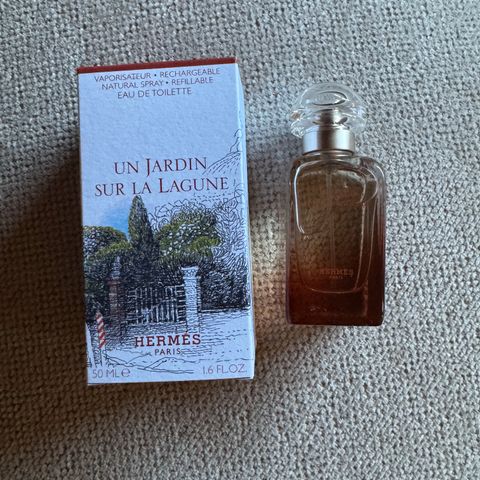 VAPORISATEUR • RECHARGEABLE
NATURAL SPRAY • REFILLABLE
EAU DE TOILETTE
UN JARDIN
SUR LA LAGUNE
HERMÈS
PARIS
50 ML℮ 1.6 FL.OZ.
HERMÈS
PARIS